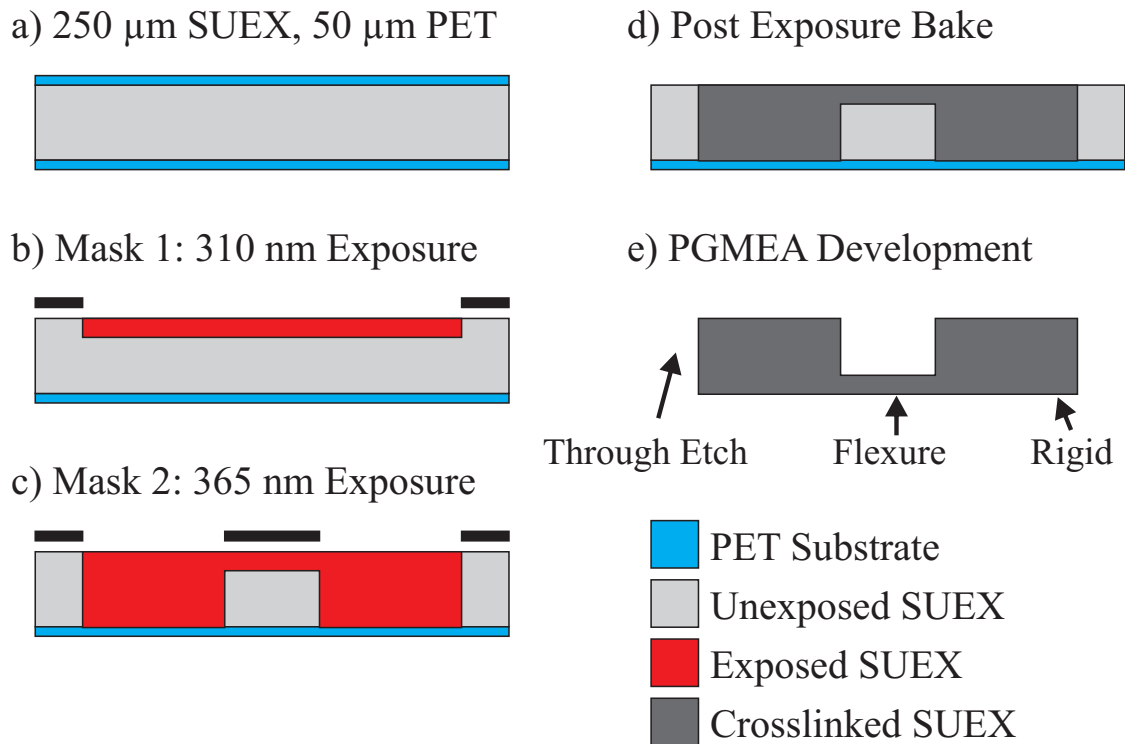 a) 250 µm SUEX, 50 µm PET
b) Mask 1: 310 nm Exposure
c) Mask 2: 365 nm Exposure
d) Post Exposure Bake
e) PGMEA Development
Through Etch
Flexure
Rigid
PET Substrate
Unexposed SUEX
Exposed SUEX
Crosslinked SUEX